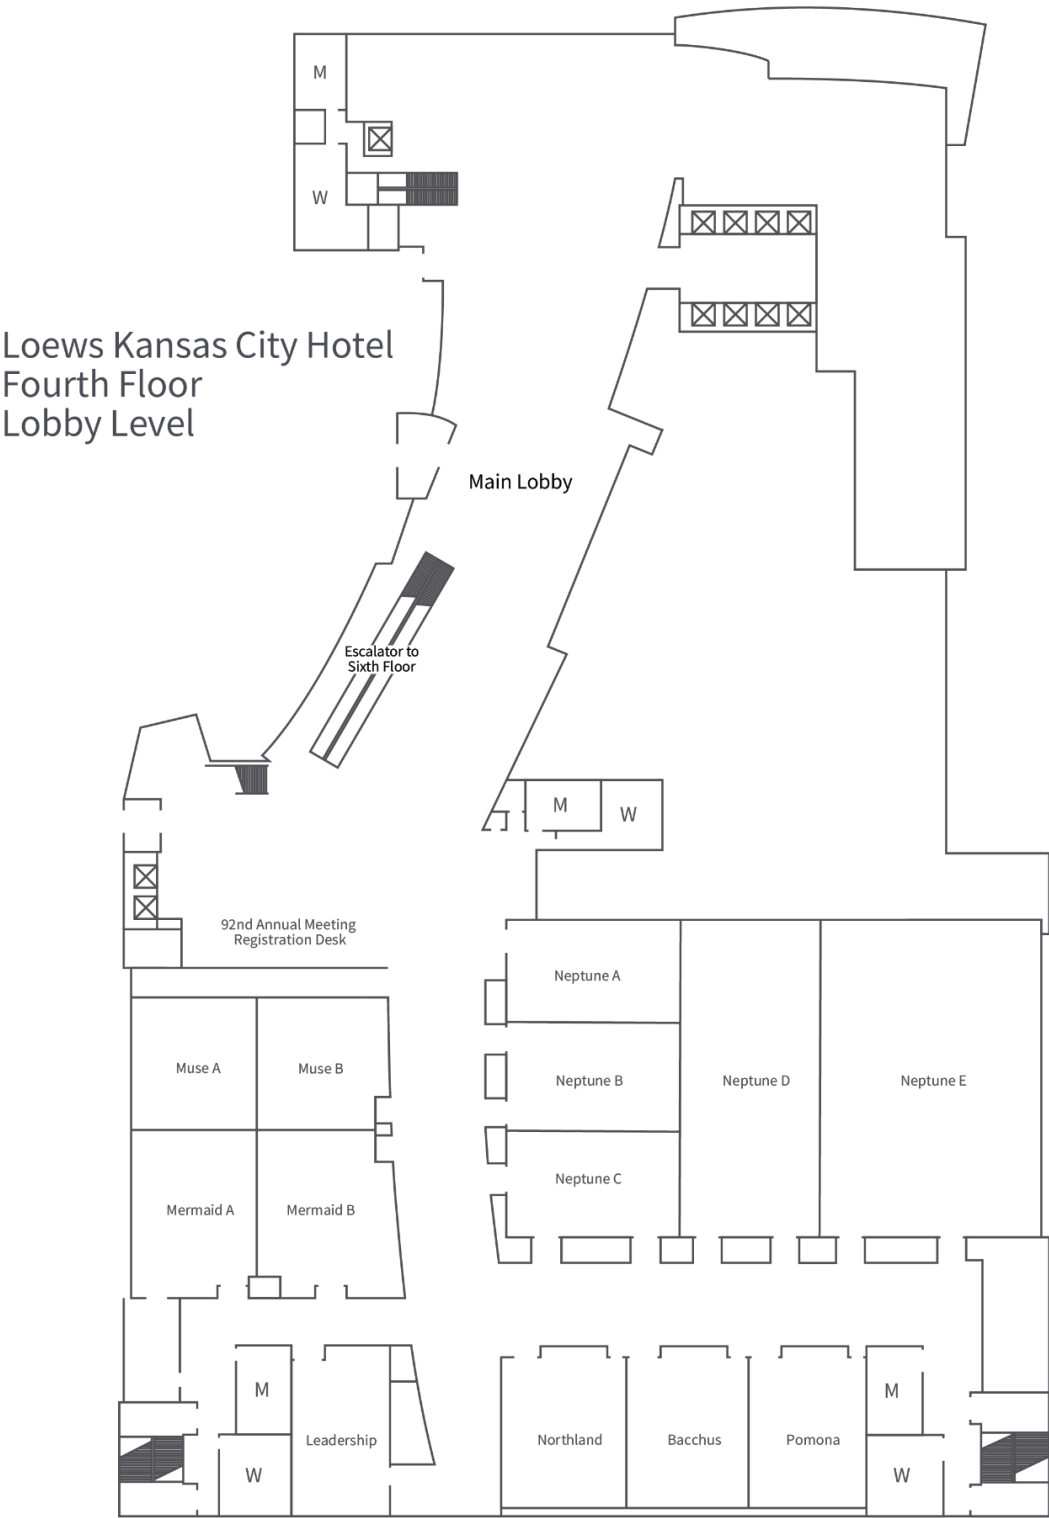 M
W
Loews Kansas City Hotel
Fourth Floor
Lobby Level
Main Lobby
Escalator to
Sixth Floor
M
W
92nd Annual Meeting
Registration Desk
Neptune A
Muse A
Muse B
Neptune B
Neptune D
Neptune E
Neptune C
Mermaid A
Mermaid B
M
M
Leadership
Northland
Bacchus
Pomona
W
W